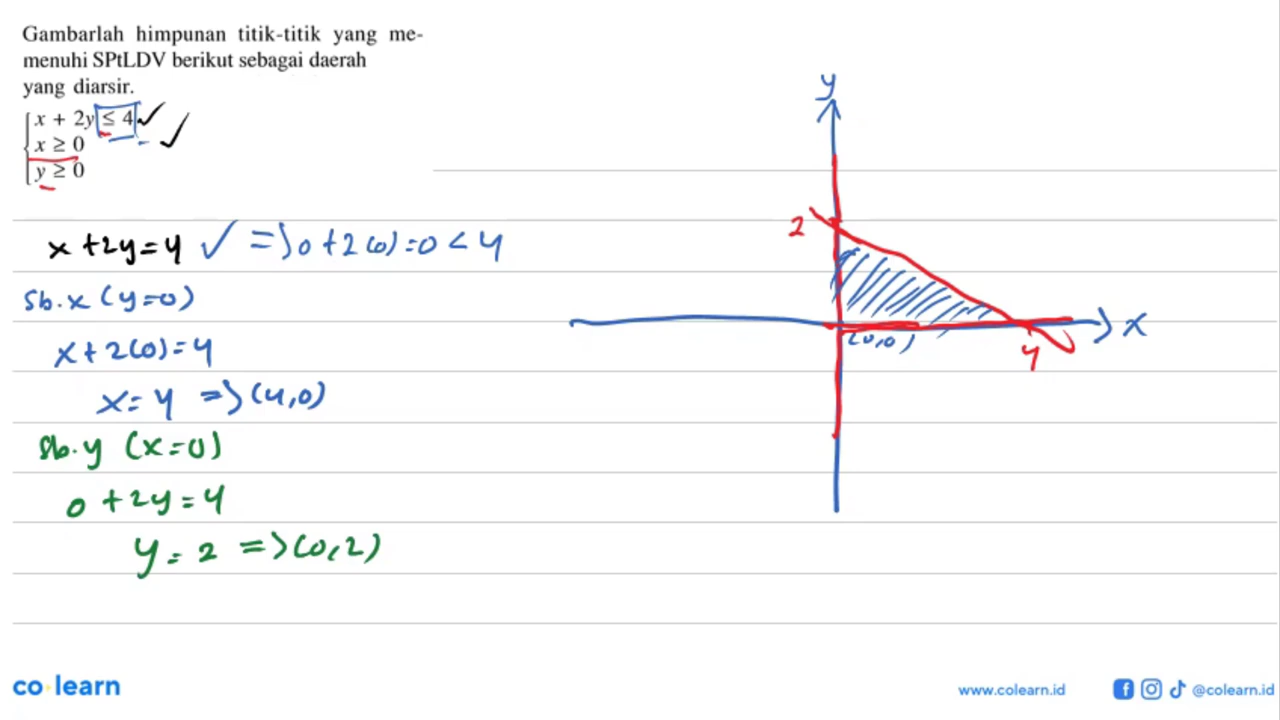 Gambarlah himpunan titik-titik yang me-
menuhi SPtLDV berikut sebagai daerah
yang diarsir.
x + 2y ≤ 4
x ≥ 0
y ≥ 0
x + 2y = 4 ✓ => 0 + 2(0) = 0 < 4
Sb. x (y=0)
x + 2(0) = 4
x = 4 => (4,0)
Sb. y (x=0)
0 + 2y = 4
y = 2 => (0,2)
y
2
(0,0)
4
x
co learn
www.colearn.id
@colearn.id